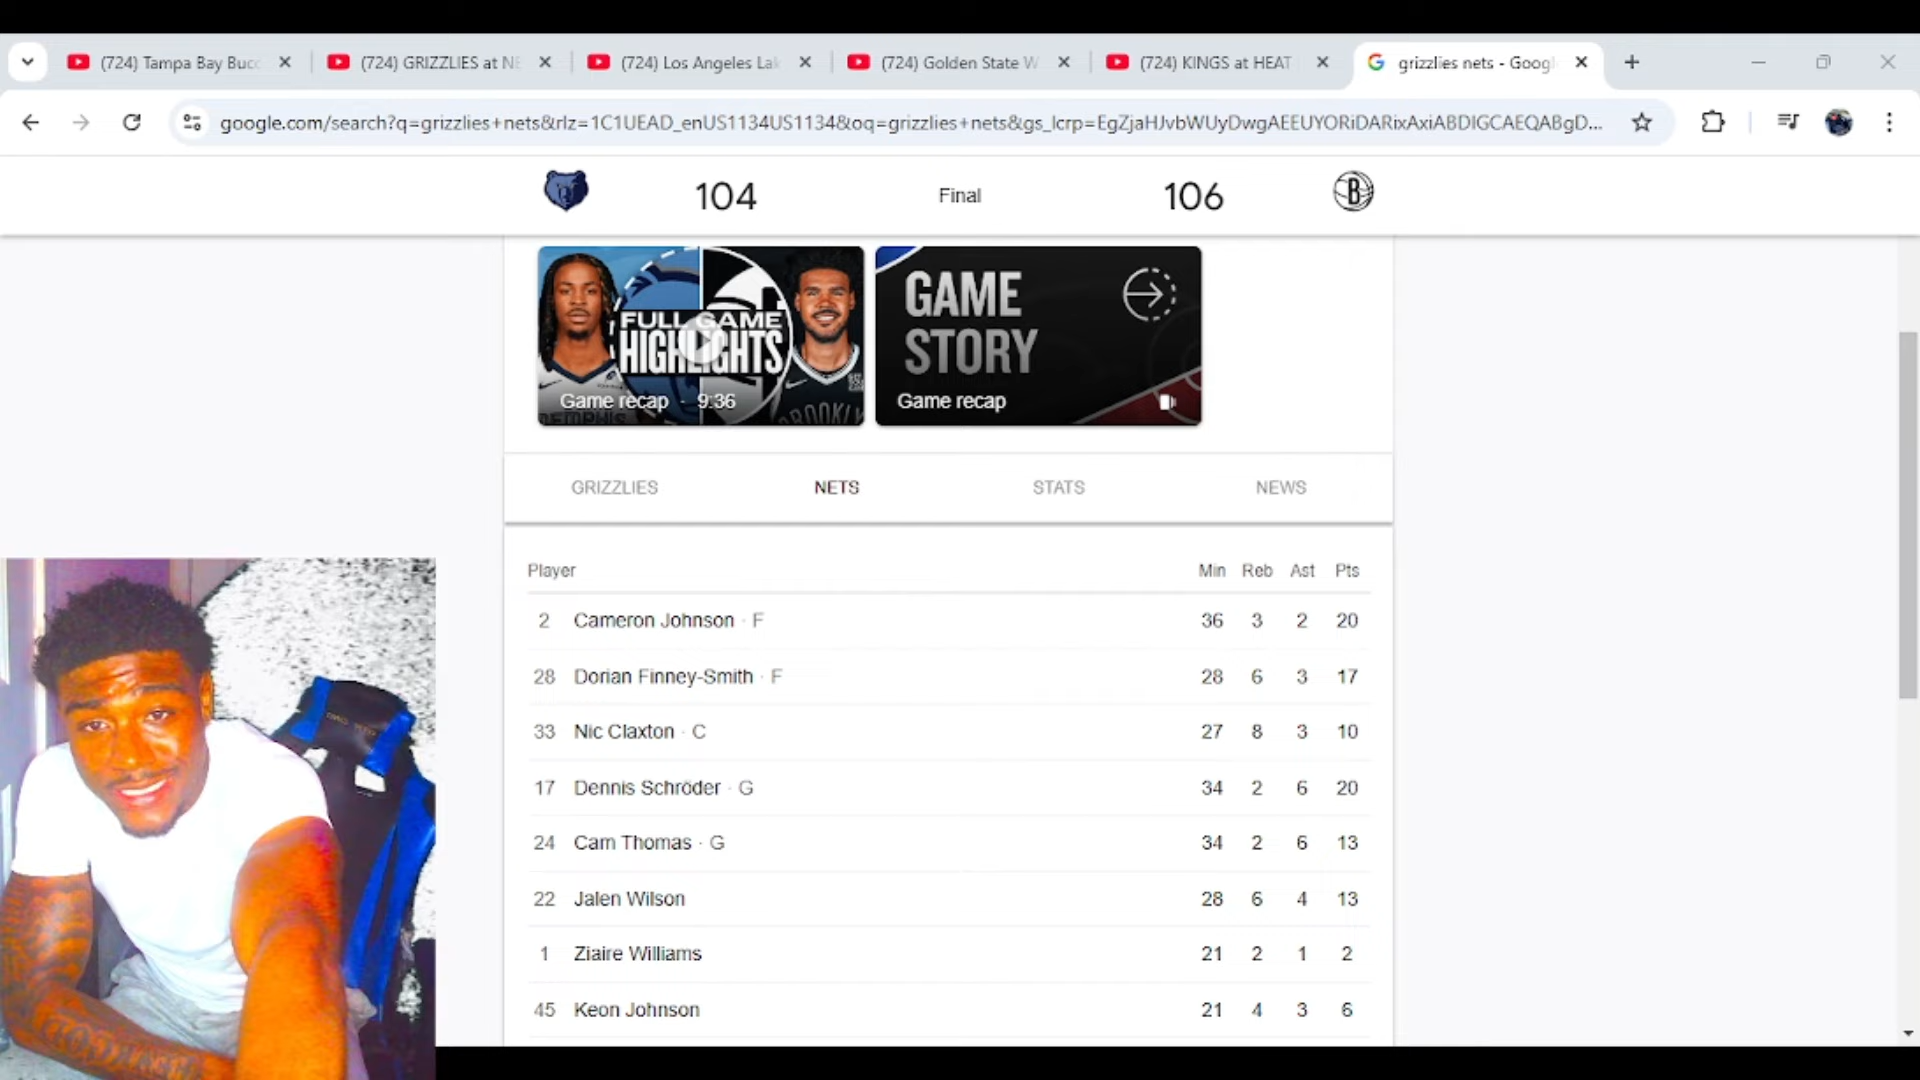 (724) Tampa Bay Bucc
(724) GRIZZLIES at NE
(724) Los Angeles Lak
(724) Golden State W
(724) KINGS at HEAT
grizzlies nets - Googl
google.com/search?q=grizzlies+nets&rlz=1C1UEAD_enUS1134US1134&oq=grizzlies+nets&gs_lcrp=EgZjaHJvbWUyDwgAEEUYORiDARixAxiABDIGCAEQABgD...
104 Final 106
FULL GAME
HIGHLIGHTS
Game recap · 9:36
BROOKLY
GAME
STORY
Game recap
GRIZZLIES NETS STATS NEWS
Player Min Reb Ast Pts
2 Cameron Johnson · F 36 3 2 20
28 Dorian Finney-Smith · F 28 6 3 17
33 Nic Claxton · C 27 8 3 10
17 Dennis Schröder · G 34 2 6 20
24 Cam Thomas · G 34 2 6 13
22 Jalen Wilson 28 6 4 13
1 Ziaire Williams 21 2 1 2
45 Keon Johnson 21 4 3 6